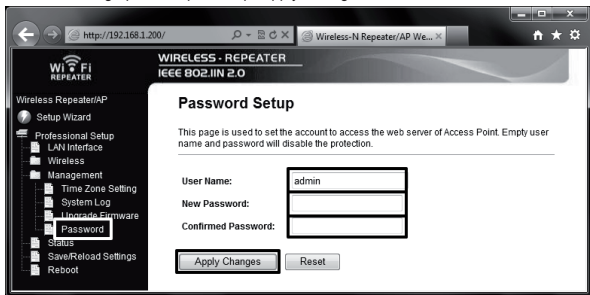 http://192.168.1.200/
Wireless-N Repeater/AP We...
Wi Fi
REPEATER
WIRELESS - REPEATER
IEEE 802.11N 2.0
Wireless Repeater/AP
Setup Wizard
Professional Setup
LAN Interface
Wireless
Management
Time Zone Setting
System Log
Upgrade Firmware
Password
Status
Save/Reload Settings
Reboot
Password Setup
This page is used to set the account to access the web server of Access Point. Empty user
name and password will disable the protection.
User Name:
admin
New Password:
Confirmed Password:
Apply Changes
Reset